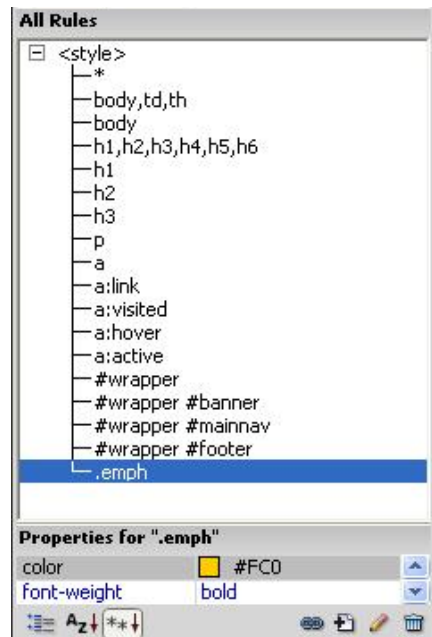 All Rules
<style>
*
body,td,th
body
h1,h2,h3,h4,h5,h6
h1
h2
h3
p
a
a:link
a:visited
a:hover
a:active
#wrapper
#wrapper #banner
#wrapper #mainnav
#wrapper #footer
.emph
Properties for ".emph"
color #FC0
font-weight bold
Az↓ **↓